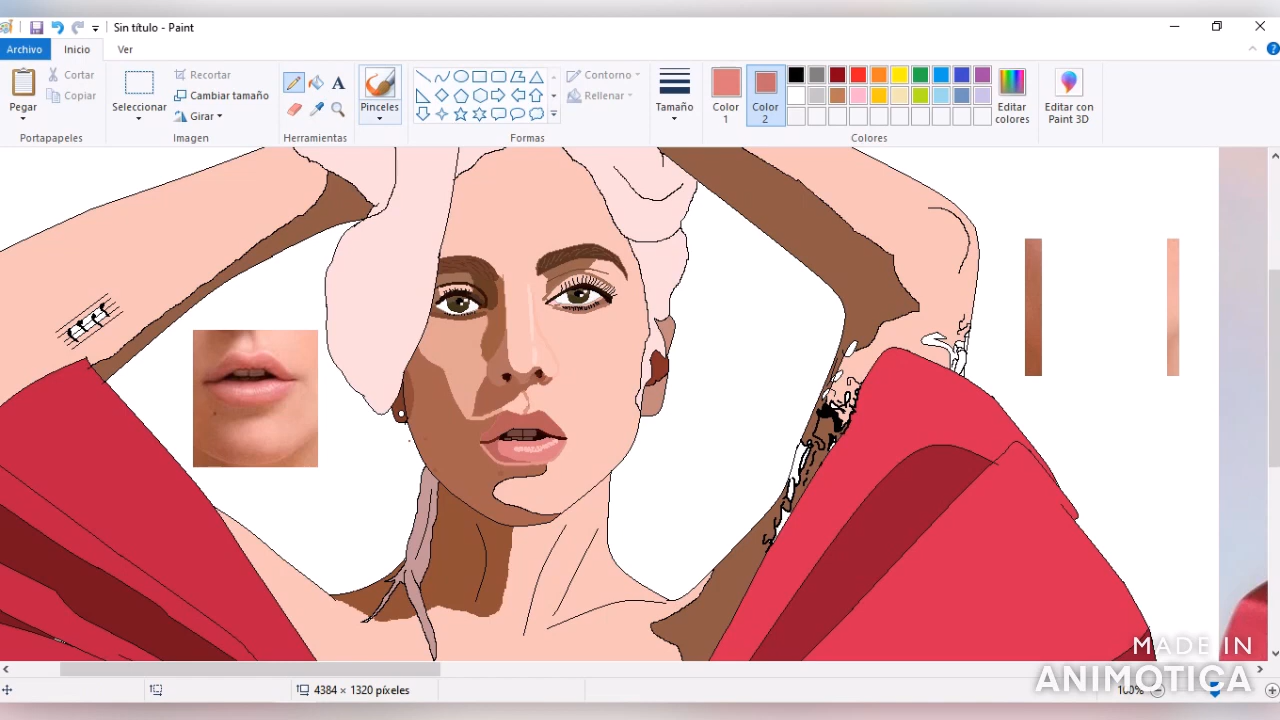 Sin título - Paint
Archivo Inicio Ver
Pegar
Cortar
Copiar
Portapapeles
Seleccionar
Recortar
Cambiar tamaño
Girar
Imagen
A
Herramientas
Pinceles
Contorno
Rellenar
Formas
Tamaño
Color
1
Color
2
Colores
Editar
colores
Editar con
Paint 3D
4384 × 1320 píxeles
100%
MADE IN
ANIMOTICA